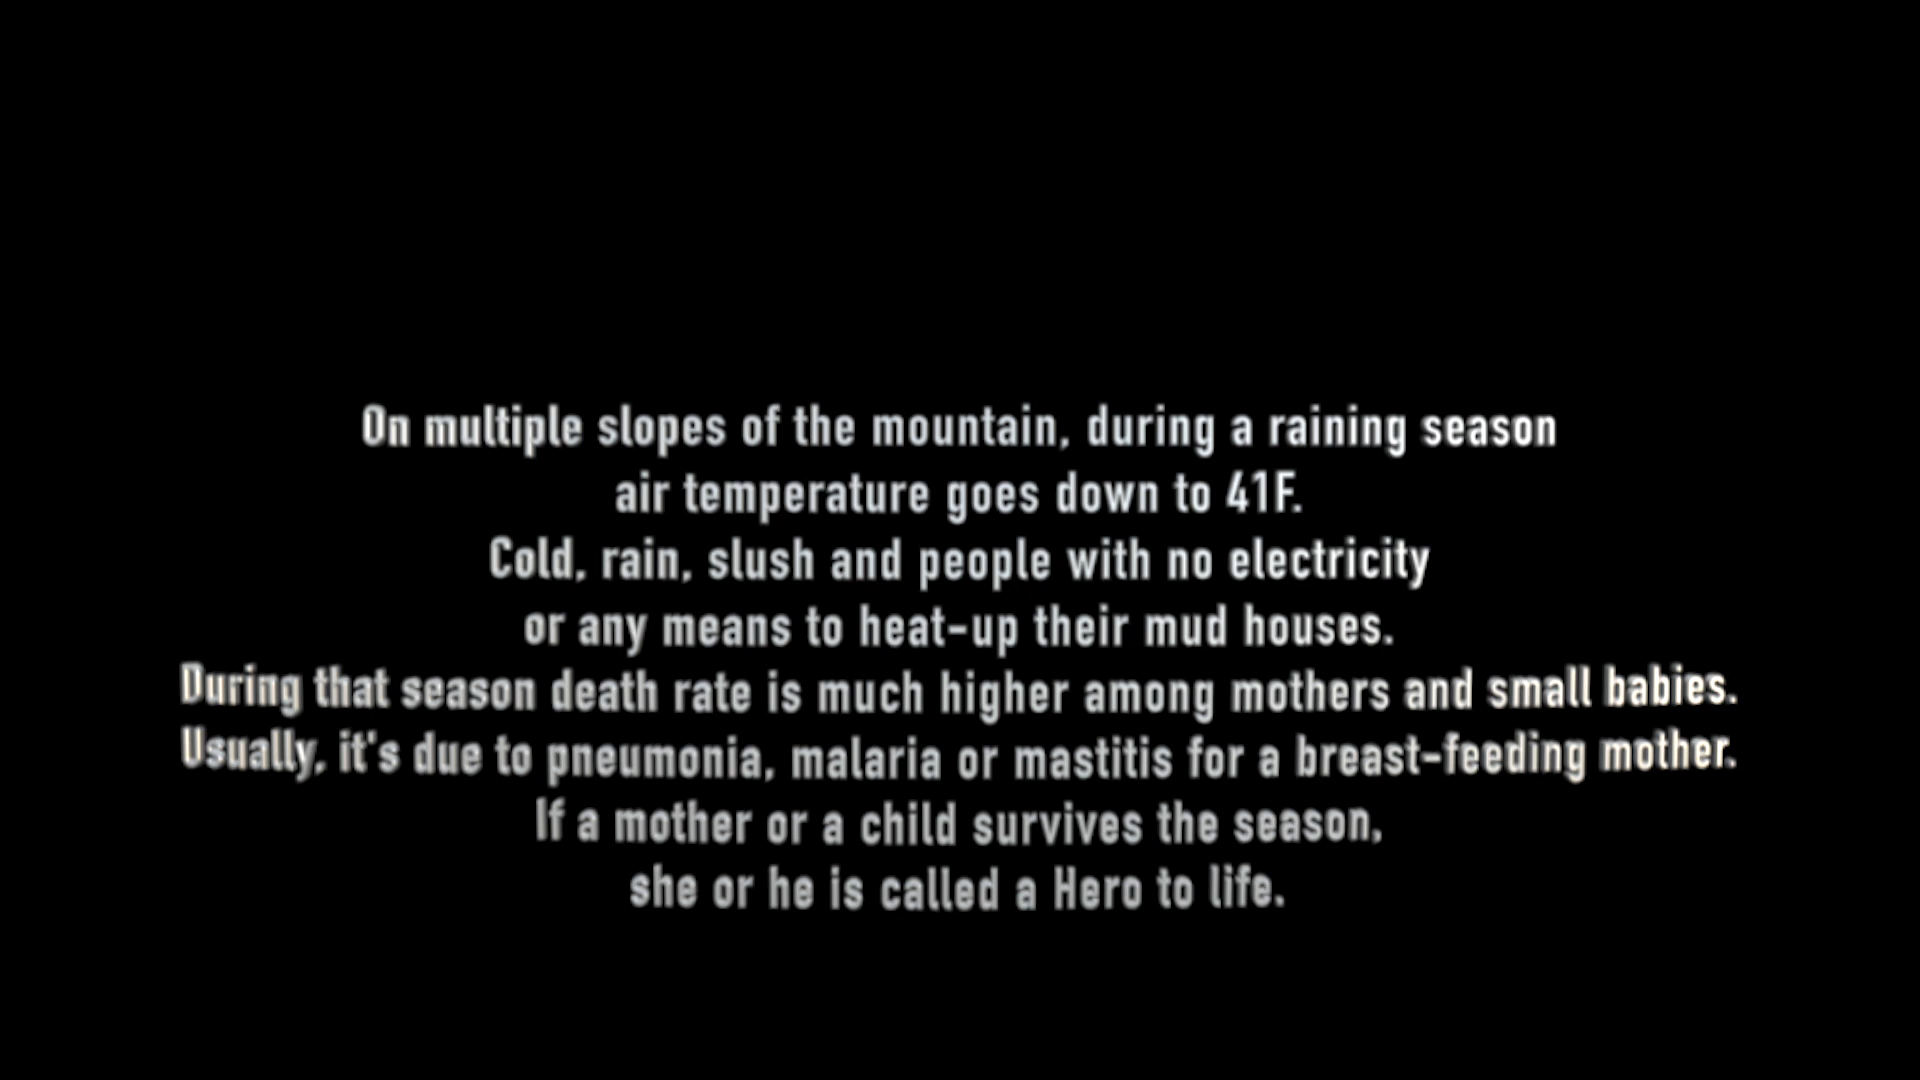 On multiple slopes of the mountain, during a raining season
air temperature goes down to 41F.
Cold, rain, slush and people with no electricity
or any means to heat-up their mud houses.
During that season death rate is much higher among mothers and small babies.
Usually, it's due to pneumonia, malaria or mastitis for a breast-feeding mother.
If a mother or a child survives the season,
she or he is called a Hero to life.